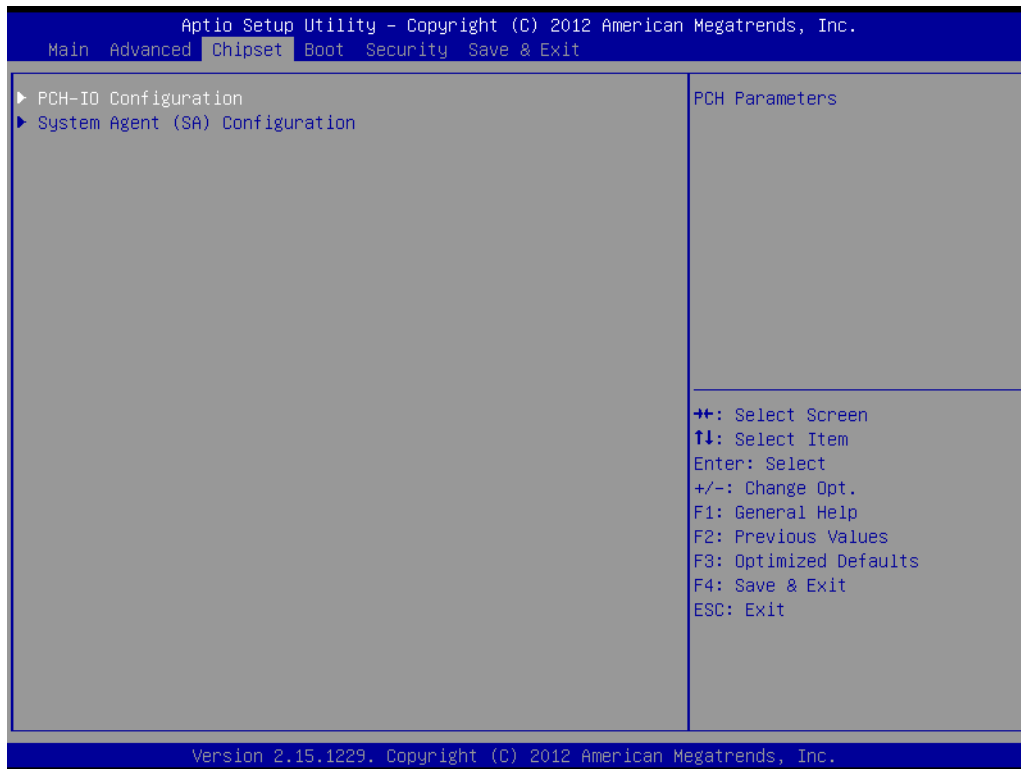 Aptio Setup Utility – Copyright (C) 2012 American Megatrends, Inc.
Main Advanced Chipset Boot Security Save & Exit
▶ PCH-IO Configuration
▶ System Agent (SA) Configuration
PCH Parameters
→←: Select Screen
↑↓: Select Item
Enter: Select
+/-: Change Opt.
F1: General Help
F2: Previous Values
F3: Optimized Defaults
F4: Save & Exit
ESC: Exit
Version 2.15.1229. Copyright (C) 2012 American Megatrends, Inc.